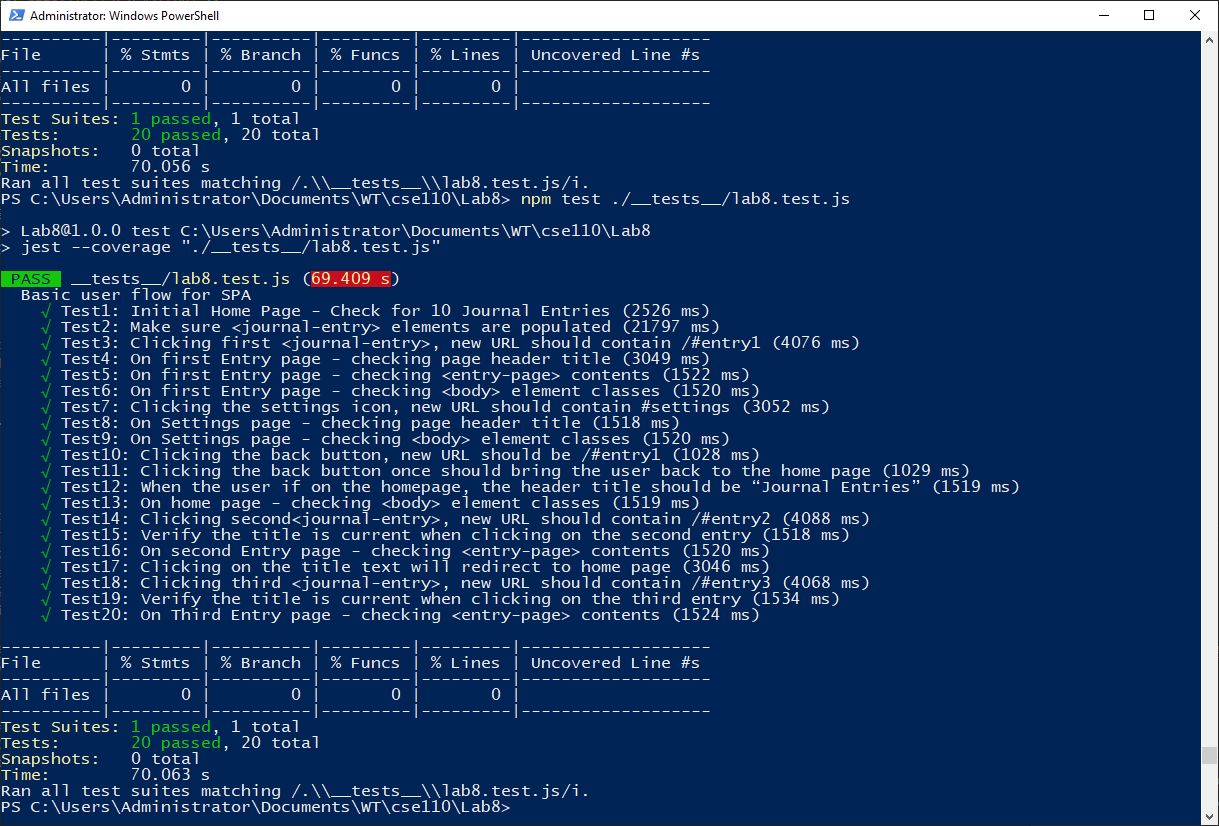 Administrator: Windows PowerShell
----------|---------|----------|---------|---------|-------------------
File      | % Stmts | % Branch | % Funcs | % Lines | Uncovered Line #s
----------|---------|----------|---------|---------|-------------------
All files |       0 |        0 |       0 |       0 |
----------|---------|----------|---------|---------|-------------------
Test Suites: 1 passed, 1 total
Tests:       20 passed, 20 total
Snapshots:   0 total
Time:        70.056 s
Ran all test suites matching /.\\__tests__\\lab8.test.js/i.
PS C:\Users\Administrator\Documents\WT\cse110\Lab8> npm test ./__tests__/lab8.test.js
> Lab8@1.0.0 test C:\Users\Administrator\Documents\WT\cse110\Lab8
> jest --coverage "./__tests__/lab8.test.js"
PASS __tests__/lab8.test.js (69.409 s)
Basic user flow for SPA
√ Test1: Initial Home Page - Check for 10 Journal Entries (2526 ms)
√ Test2: Make sure <journal-entry> elements are populated (21797 ms)
√ Test3: Clicking first <journal-entry>, new URL should contain /#entry1 (4076 ms)
√ Test4: On first Entry page - checking page header title (3049 ms)
√ Test5: On first Entry page - checking <entry-page> contents (1522 ms)
√ Test6: On first Entry page - checking <body> element classes (1520 ms)
√ Test7: Clicking the settings icon, new URL should contain #settings (3052 ms)
√ Test8: On Settings page - checking page header title (1518 ms)
√ Test9: On Settings page - checking <body> element classes (1520 ms)
√ Test10: Clicking the back button, new URL should be /#entry1 (1028 ms)
√ Test11: Clicking the back button once should bring the user back to the home page (1029 ms)
√ Test12: When the user if on the homepage, the header title should be “Journal Entries” (1519 ms)
√ Test13: On home page - checking <body> element classes (1519 ms)
√ Test14: Clicking second<journal-entry>, new URL should contain /#entry2 (4088 ms)
√ Test15: Verify the title is current when clicking on the second entry (1518 ms)
√ Test16: On second Entry page - checking <entry-page> contents (1520 ms)
√ Test17: Clicking on the title text will redirect to home page (3046 ms)
√ Test18: Clicking third <journal-entry>, new URL should contain /#entry3 (4068 ms)
√ Test19: Verify the title is current when clicking on the third entry (1534 ms)
√ Test20: On Third Entry page - checking <entry-page> contents (1524 ms)
----------|---------|----------|---------|---------|-------------------
File      | % Stmts | % Branch | % Funcs | % Lines | Uncovered Line #s
----------|---------|----------|---------|---------|-------------------
All files |       0 |        0 |       0 |       0 |
----------|---------|----------|---------|---------|-------------------
Test Suites: 1 passed, 1 total
Tests:       20 passed, 20 total
Snapshots:   0 total
Time:        70.063 s
Ran all test suites matching /.\\__tests__\\lab8.test.js/i.
PS C:\Users\Administrator\Documents\WT\cse110\Lab8>